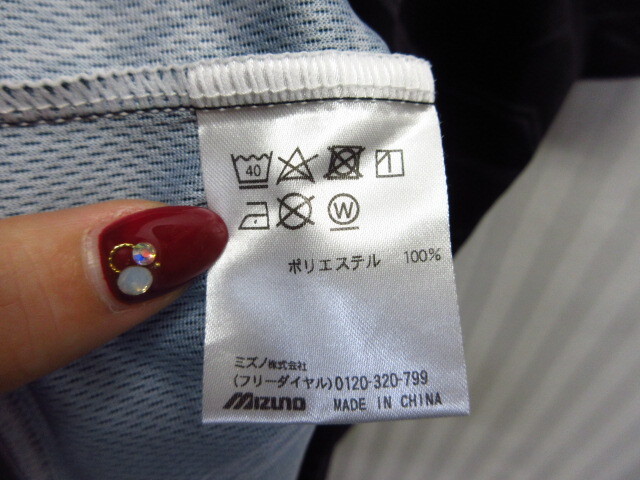 40
W
ポリエステル 100%
ミズノ株式会社
(フリーダイヤル)0120-320-799
MIZUNO MADE IN CHINA